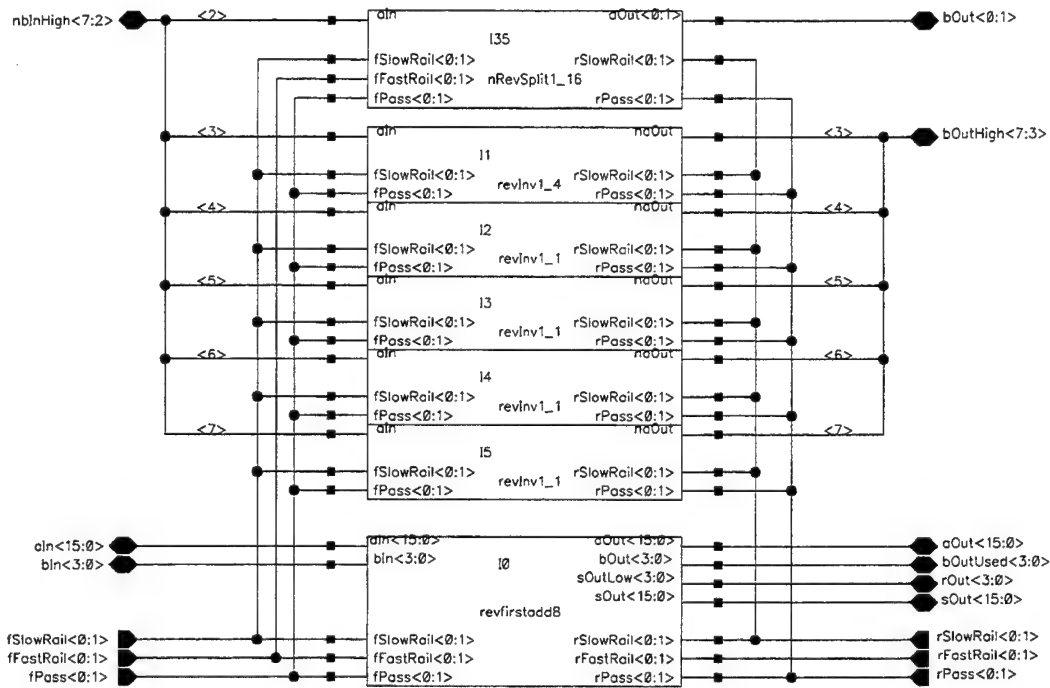 nbInHigh<7:2> <2> aIn aOut<0:1> bOut<0:1>
I35
fSlowRail<0:1> rSlowRail<0:1>
fFastRail<0:1> nRevSplit1_16
fPass<0:1> rPass<0:1>
<3> aIn naOut <3> bOutHigh<7:3>
I1
fSlowRail<0:1> rSlowRail<0:1>
revInv1_4
fPass<0:1> rPass<0:1>
<4> aIn naOut <4>
I2
fSlowRail<0:1> rSlowRail<0:1>
revInv1_1
fPass<0:1> rPass<0:1>
<5> aIn naOut <5>
I3
fSlowRail<0:1> rSlowRail<0:1>
revInv1_1
fPass<0:1> rPass<0:1>
<6> aIn naOut <6>
I4
fSlowRail<0:1> rSlowRail<0:1>
revInv1_1
fPass<0:1> rPass<0:1>
<7> aIn naOut <7>
I5
fSlowRail<0:1> rSlowRail<0:1>
revInv1_1
fPass<0:1> rPass<0:1>
aIn<15:0> aIn<15:0> aOut<15:0> aOut<15:0>
bIn<3:0> bIn<3:0> I0 bOut<3:0> bOutUsed<3:0>
sOutLow<3:0> rOut<3:0>
sOut<15:0> sOut<15:0>
revfirstadd8
fSlowRail<0:1> fSlowRail<0:1> rSlowRail<0:1> rSlowRail<0:1>
fFastRail<0:1> fFastRail<0:1> rFastRail<0:1> rFastRail<0:1>
fPass<0:1> fPass<0:1> rPass<0:1> rPass<0:1>